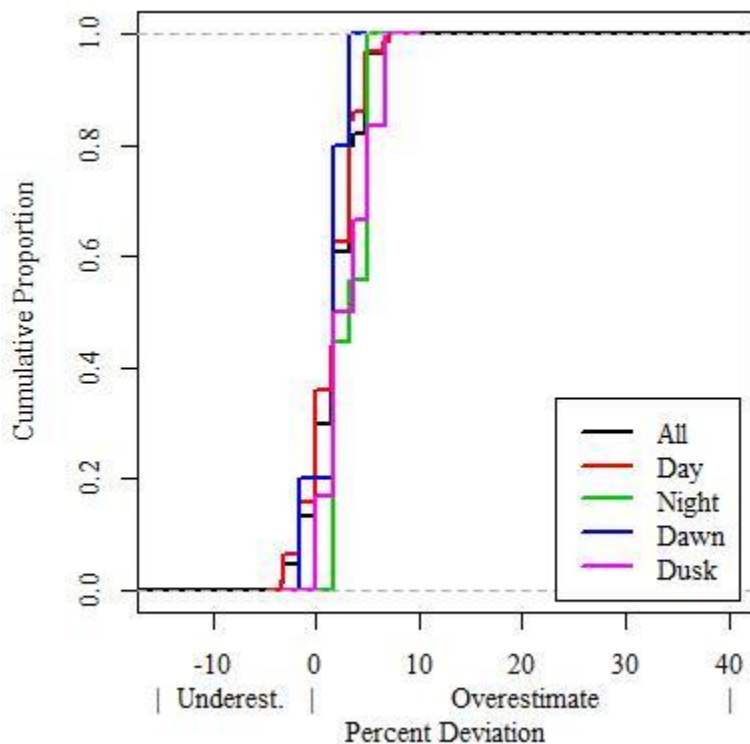 Cumulative Proportion
1.0
0.8
0.6
0.4
0.2
0.0
All
Day
Night
Dawn
Dusk
-10 0 10 20 30 40
| Underest. | Overestimate |
Percent Deviation